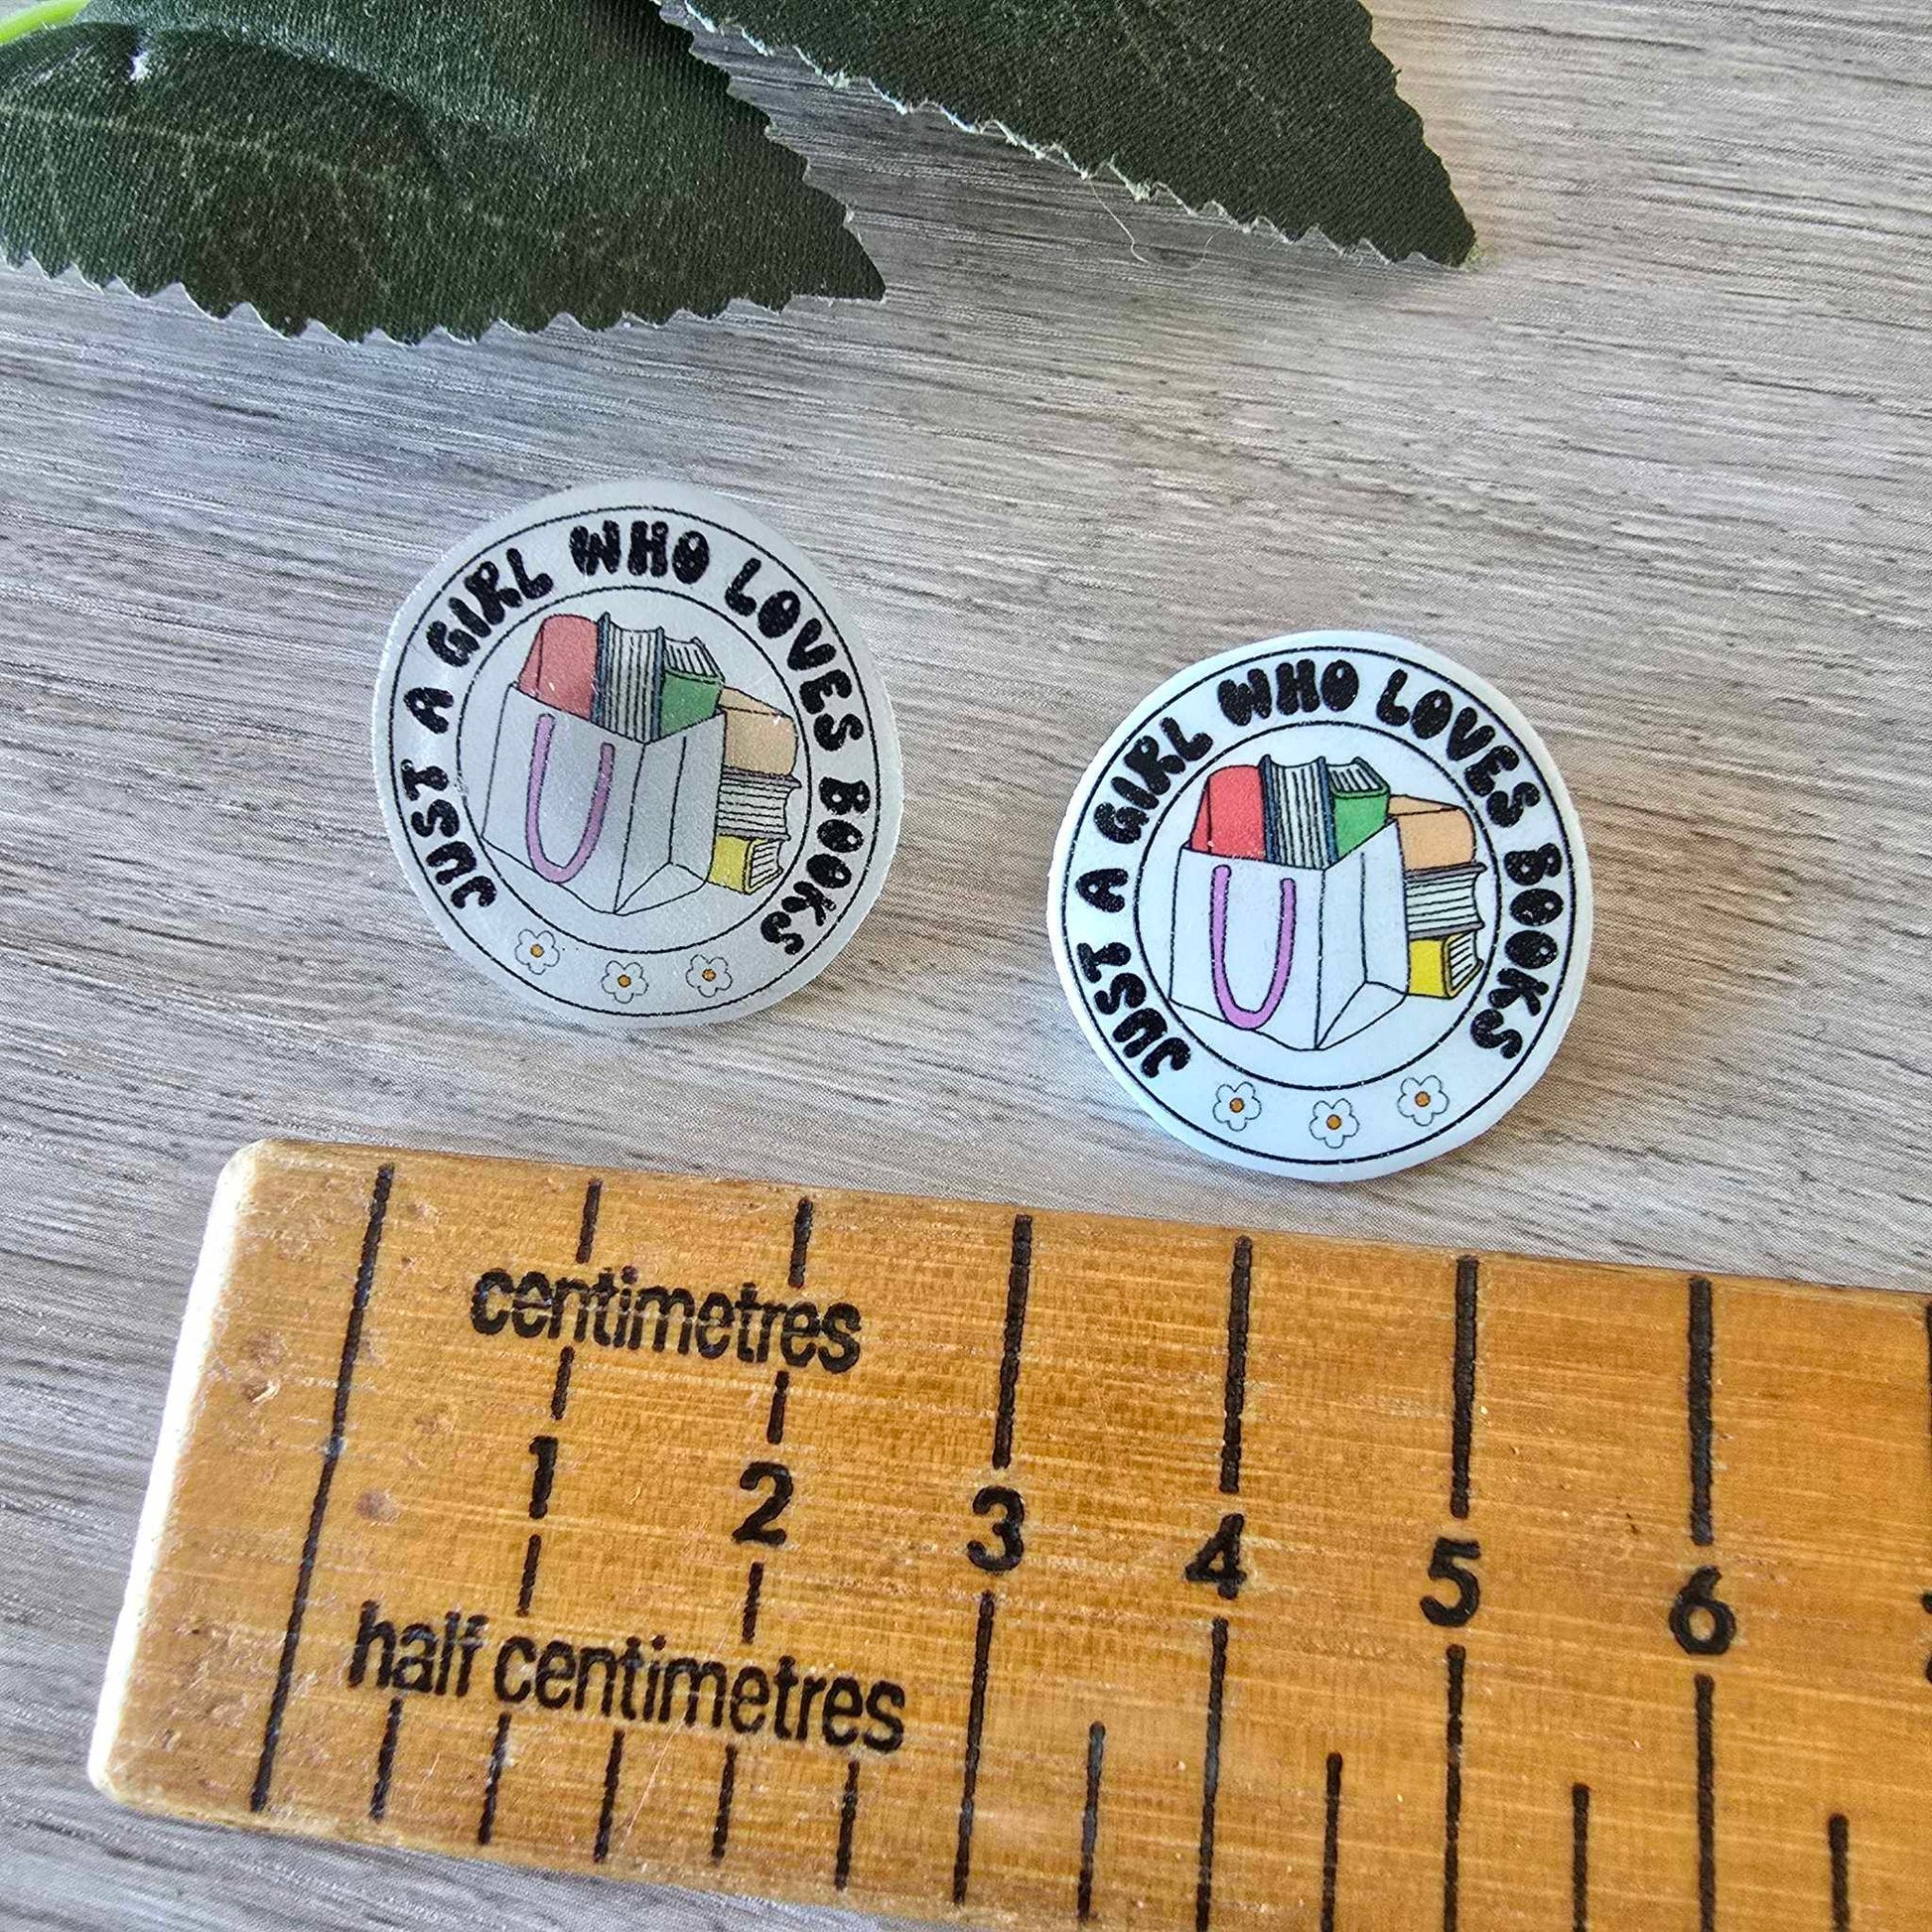 JUST A GIRL WHO LOVES BOOKS
JUST A GIRL WHO LOVES BOOKS
centimetres
1 2 3 4 5 6
half centimetres